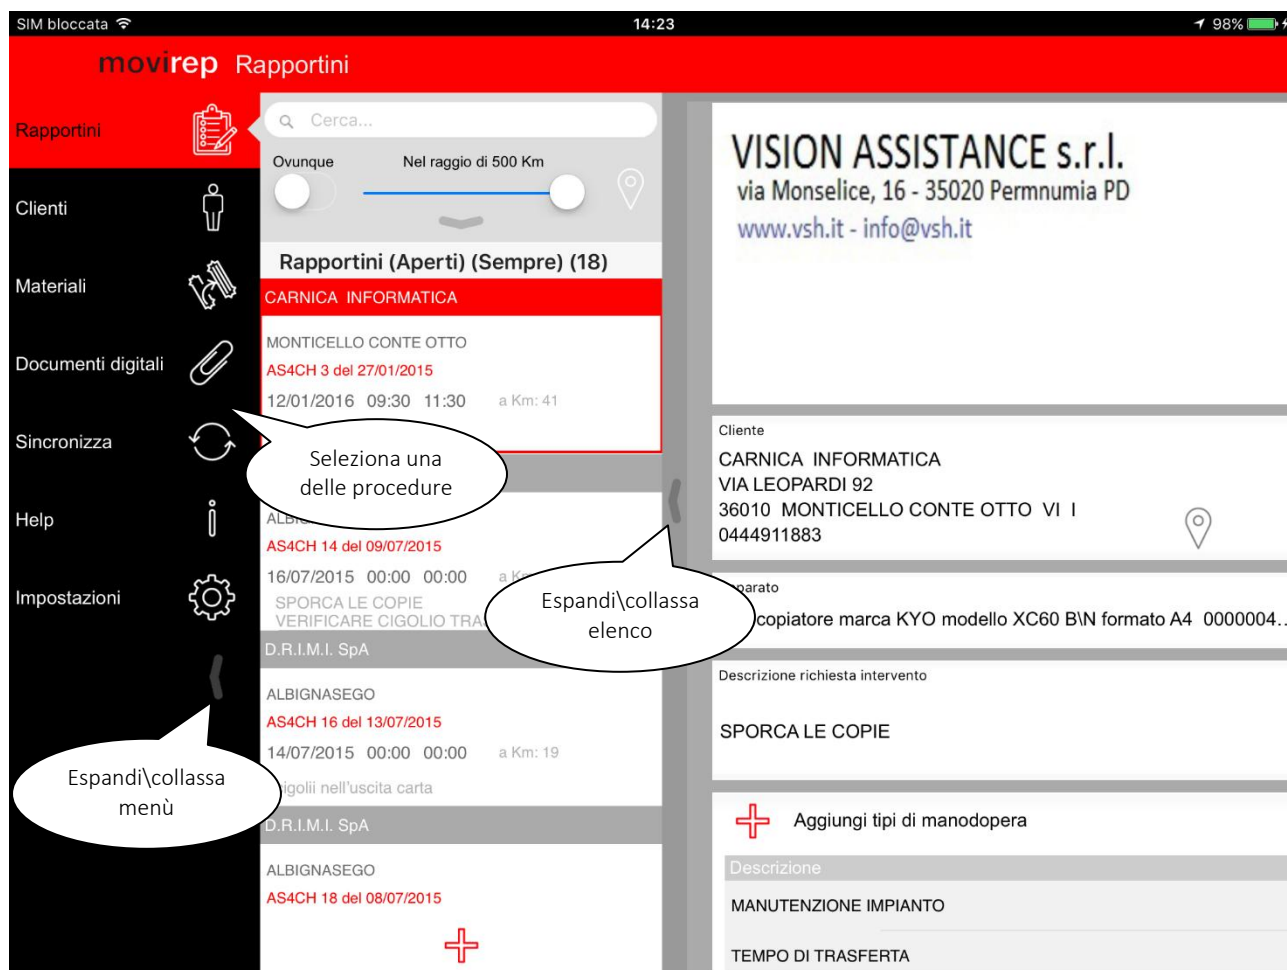 SIM bloccata
14:23
98%
movirep Rapportini
Rapportini
Clienti
Materiali
Documenti digitali
Sincronizza
Help
Impostazioni
Espandi\collassa
menù
Cerca...
Ovunque
Nel raggio di 500 Km
Rapportini (Aperti) (Sempre) (18)
CARNICA INFORMATICA
MONTICELLO CONTE OTTO
AS4CH 3 del 27/01/2015
12/01/2016 09:30 11:30 a Km: 41
Seleziona una
delle procedure
AS4CH 14 del 09/07/2015
16/07/2015 00:00 00:00
SPORCA LE COPIE
VERIFICARE CIGOLIO
Espandi\collassa
elenco
D.R.I.M.I. SpA
ALBIGNASEGO
AS4CH 16 del 13/07/2015
14/07/2015 00:00 00:00 a Km: 19
nell'uscita carta
D.R.I.M.I. SpA
ALBIGNASEGO
AS4CH 18 del 08/07/2015
VISION ASSISTANCE s.r.l.
via Monselice, 16 - 35020 Permnumia PD
www.vsh.it - info@vsh.it
Cliente
CARNICA INFORMATICA
VIA LEOPARDI 92
36010 MONTICELLO CONTE OTTO VI I
0444911883
copiatore marca KYO modello XC60 B\N formato A4 0000004..
Descrizione richiesta intervento
SPORCA LE COPIE
Aggiungi tipi di manodopera
Descrizione
MANUTENZIONE IMPIANTO
TEMPO DI TRASFERTA